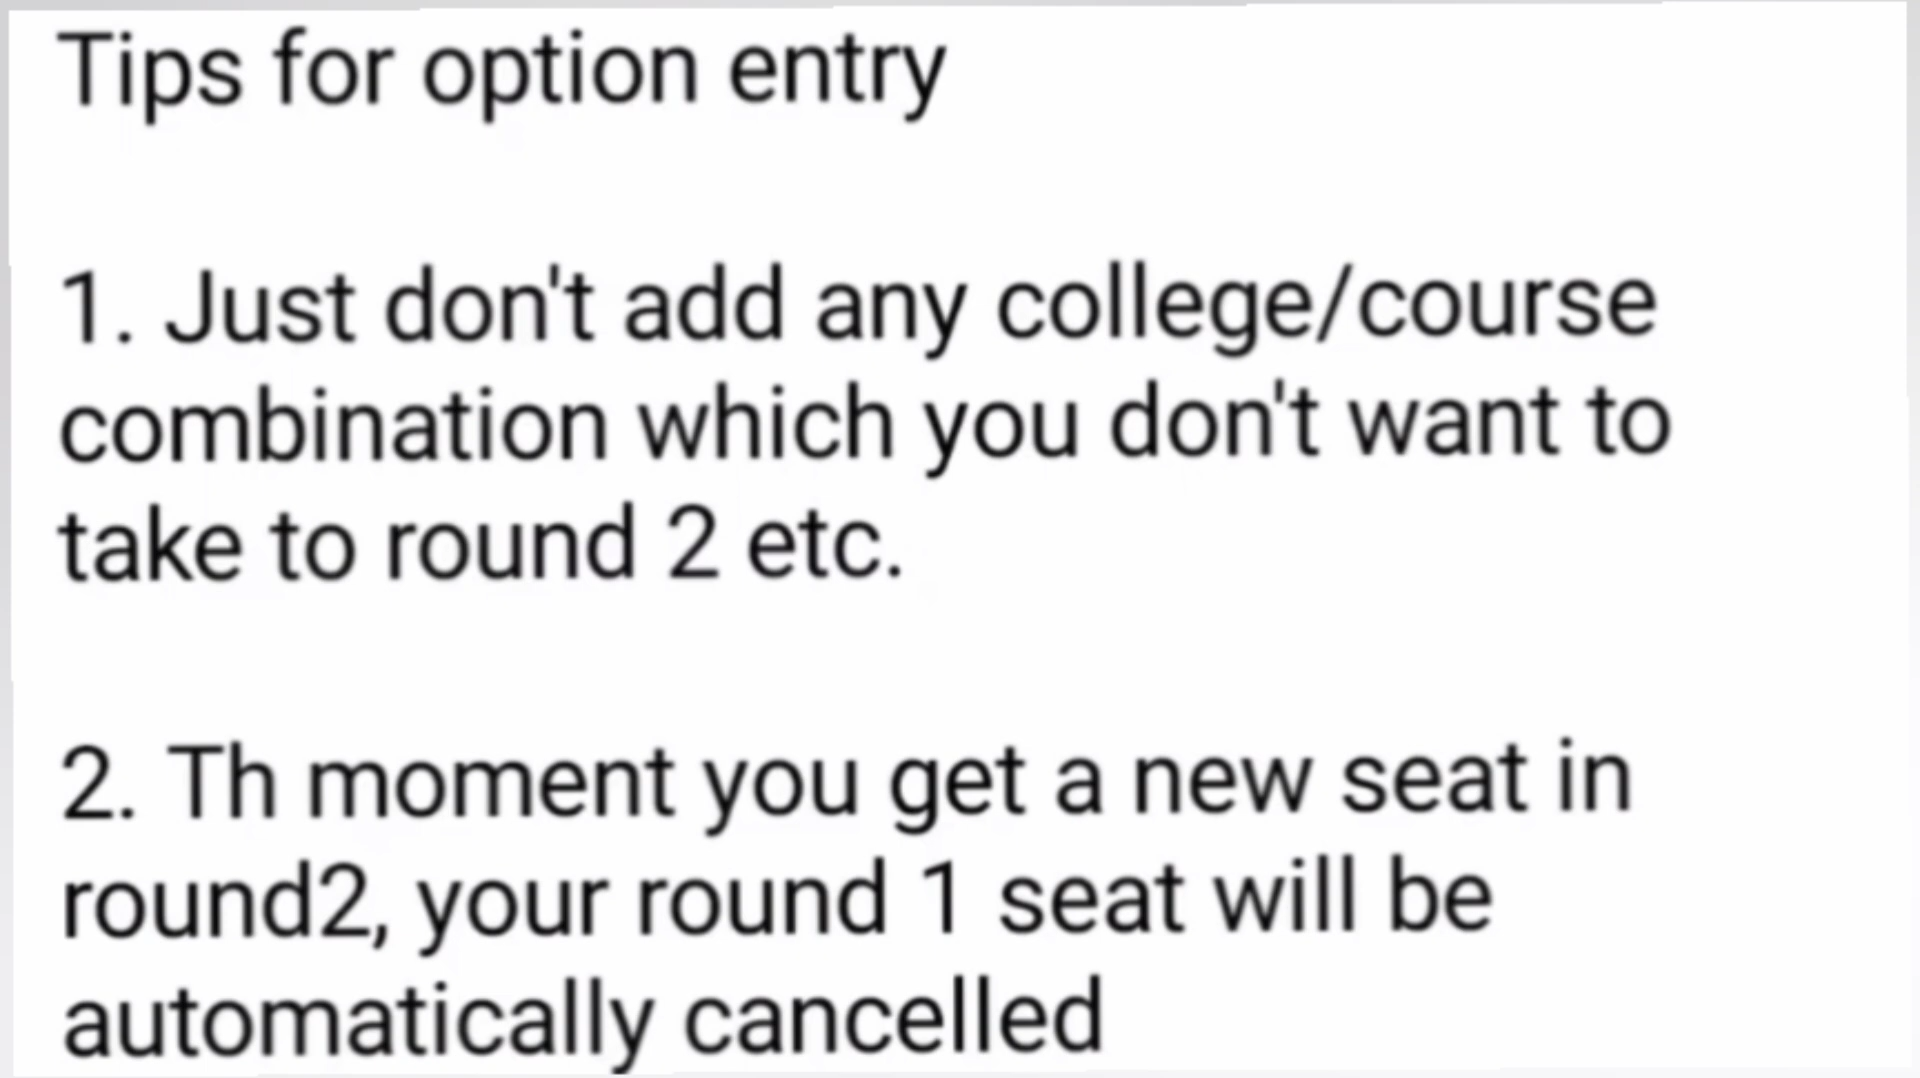 Tips for option entry
1. Just don't add any college/course
combination which you don't want to
take to round 2 etc.
2. Th moment you get a new seat in
round2, your round 1 seat will be
automatically cancelled